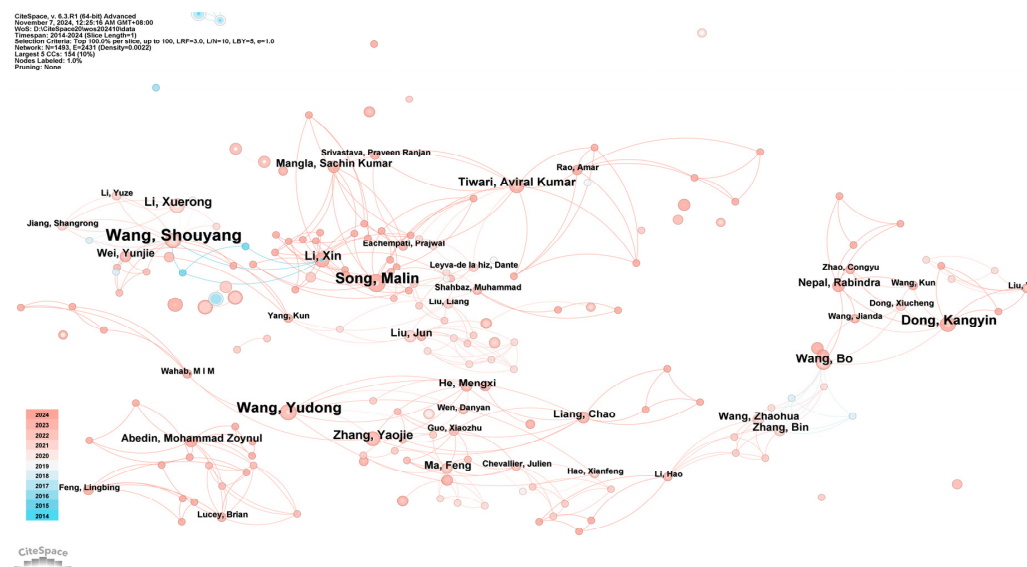 CiteSpace, v. 6.3.R1 (64-bit) Advanced
November 7, 2024, 12:25:16 AM GMT+08:00
WoS: D:\CiteSpace20\wos202410\data
Timespan: 2014-2024 (Slice Length=1)
Selection Criteria: Top 100.0% per slice, up to 100, LRF=3.0, L/N=10, LBY=5, e=1.0
Network: N=1493, E=2431 (Density=0.0022)
Largest 5 CCs: 154 (10%)
Nodes Labeled: 1.0%
Pruning: None
Srivastava, Praveen Ranjan
Mangla, Sachin Kumar
Rao, Amar
Tiwari, Aviral Kumar
Li, Yuze
Li, Xuerong
Jiang, Shangrong
Wang, Shouyang
Eachempati, Prajwal
Wei, Yunjie
Li, Xin
Leyva-de la hiz, Dante
Zhao, Congyu
Song, Malin
Nepal, Rabindra
Wang, Kun
Liu,
Shahbaz, Muhammad
Liu, Liang
Dong, Xiucheng
Yang, Kun
Wang, Jianda
Dong, Kangyin
Liu, Jun
Wang, Bo
Wahab, M I M
He, Mengxi
Wang, Yudong
Wen, Danyan
Liang, Chao
Wang, Zhaohua
Guo, Xiaozhu
Zhang, Bin
Abedin, Mohammad Zoynul
Zhang, Yaojie
Ma, Feng
Chevallier, Julien
Hao, Xianfeng
Li, Hao
Feng, Lingbing
Lucey, Brian
2024
2023
2022
2021
2020
2019
2018
2017
2016
2015
2014
CiteSpace